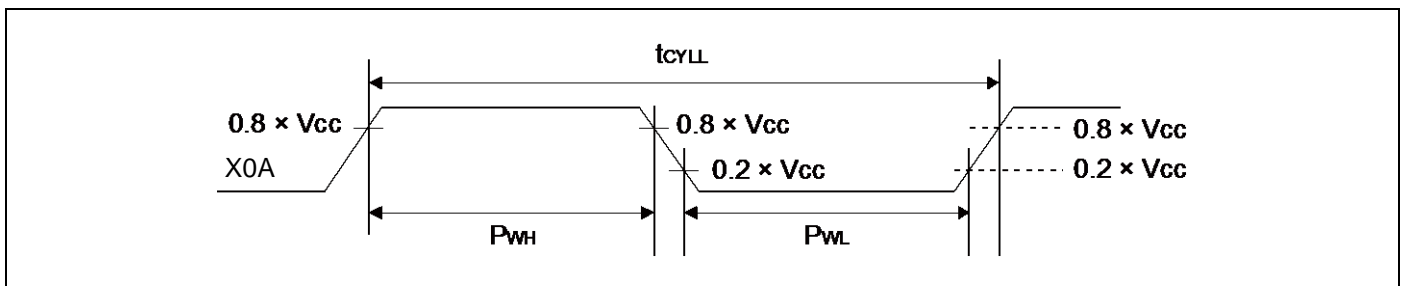 tCYLL
0.8 × Vcc
0.8 × Vcc
0.8 × Vcc
X0A
0.2 × Vcc
0.2 × Vcc
PWH
PWL